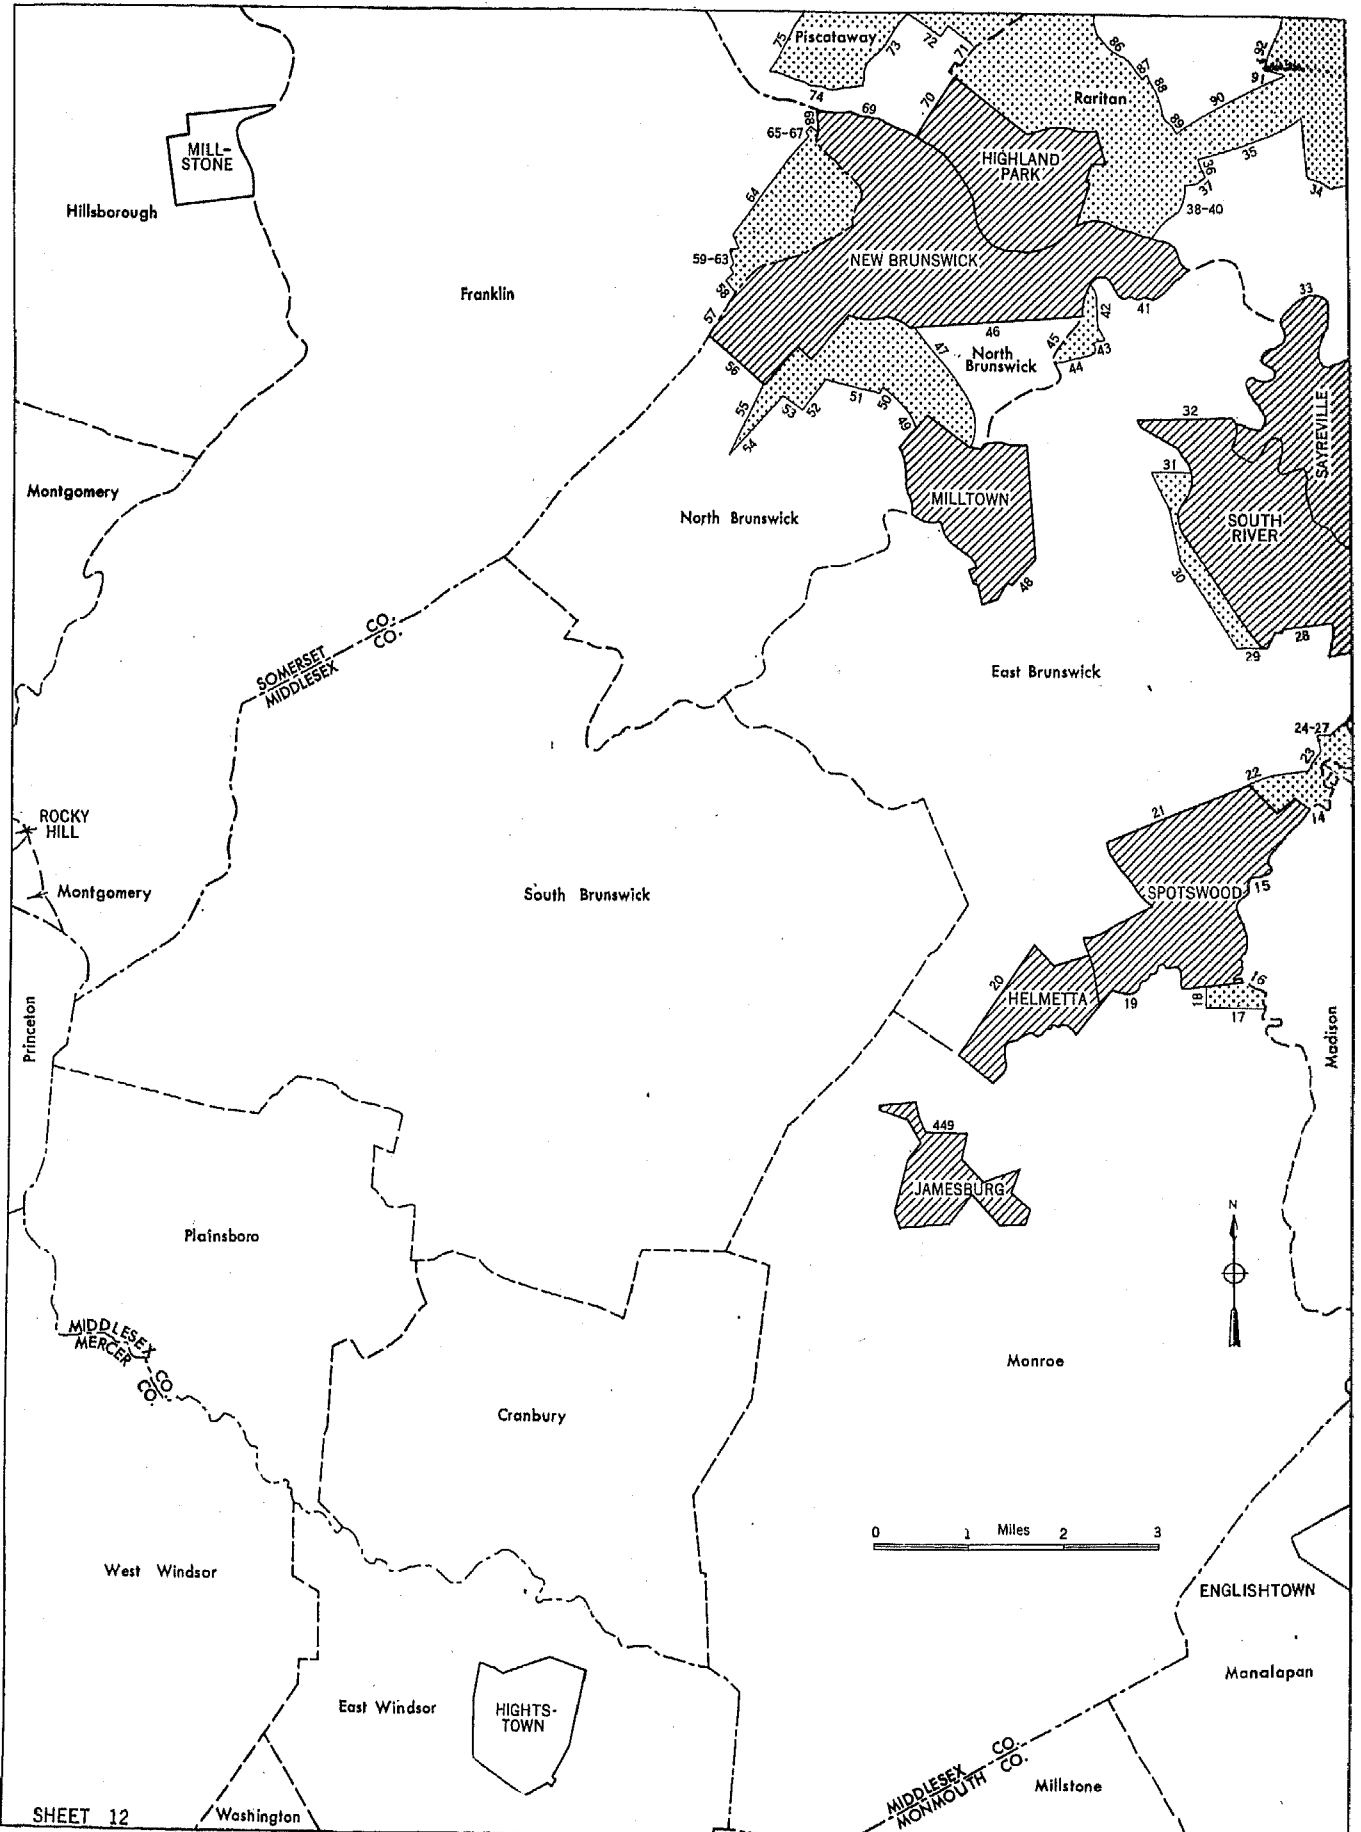 Piscataway
75
73
72
71
86
87
88
92
91
90
74
69
70
Raritan
89
68
65-67
35
MILL-
STONE
HIGHLAND
PARK
36
37
34
38-40
64
Hillsborough
59-63
NEW BRUNSWICK
58
Franklin
33
57
42
41
46
47
North
Brunswick
45
43
44
56
55
53
52
51
50
49
54
32
31
SAYREVILLE
Montgomery
MILLTOWN
North Brunswick
SOUTH
RIVER
30
48
28
29
CO.
CO.
SOMERSET
MIDDLESEX
East Brunswick
24-27
23
22
21
14
ROCKY
HILL
15
Montgomery
South Brunswick
SPOTSWOOD
16
20
HELMETTA
19
18
17
Princeton
Madison
449
JAMESBURG
N
Plainsboro
MIDDLESEX CO.
MERCER CO.
Monroe
Cranbury
0 1 Miles 2 3
West Windsor
ENGLISHTOWN
Manalapan
East Windsor
HIGHTS-
TOWN
MIDDLESEX CO.
MONMOUTH CO.
Millstone
SHEET 12
Washington